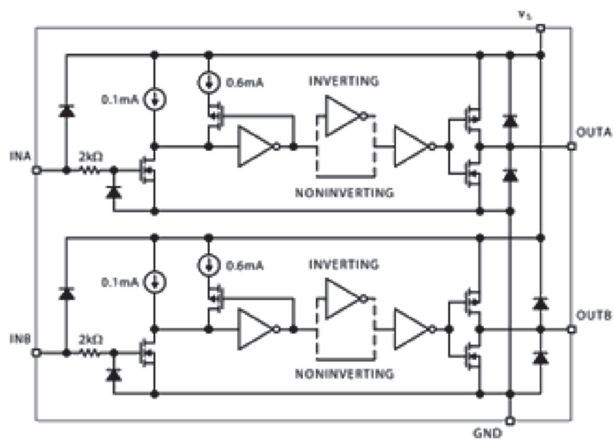 VS
INVERTING
0.6mA
0.1mA
OUTA
INA
2kΩ
NONINVERTING
INVERTING
0.6mA
0.1mA
OUTB
INB
2kΩ
NONINVERTING
GND